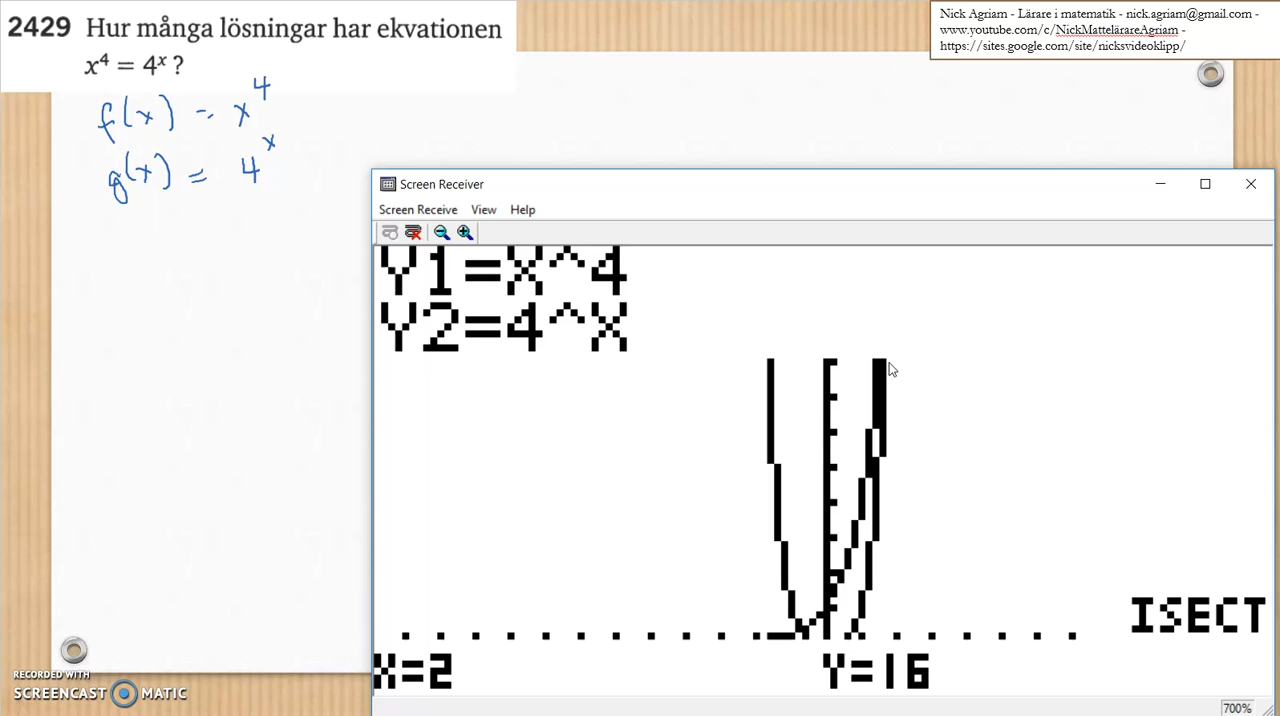 2429 Hur många lösningar har ekvationen
x⁴ = 4ˣ ?
f(x) = x⁴
g(x) = 4ˣ
Nick Agriam - Lärare i matematik - nick.agriam@gmail.com -
www.youtube.com/c/NickMattelärareAgriam -
https://sites.google.com/site/nicksvideoklipp/
Screen Receiver
Screen Receive View Help
Y1=X^4
Y2=4^X
ISECT
X=2 Y=16
700%
RECORDED WITH
SCREENCAST MATIC